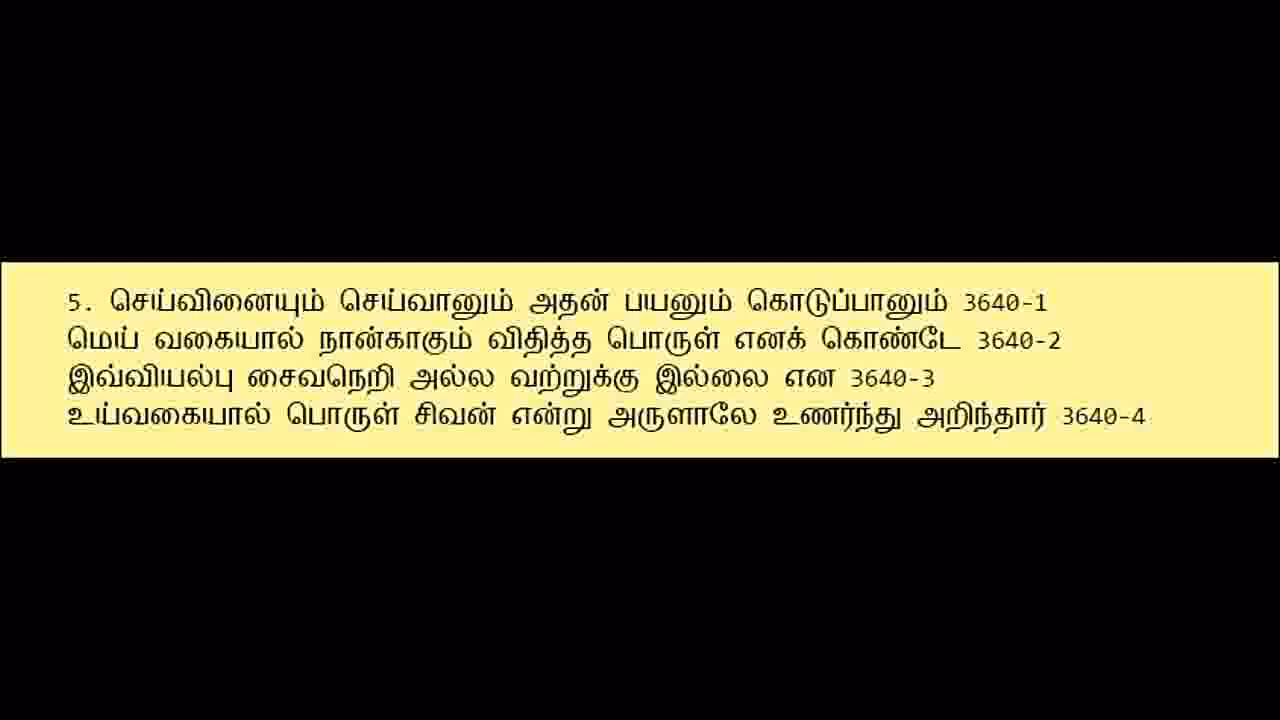 5. செய்வினையும் செய்வானும் அதன் பயனும் கொடுப்பானும் 3640-1
மெய் வகையால் நான்காகும் விதித்த பொருள் எனக் கொண்டே 3640-2
இவ்வியல்பு சைவநெறி அல்ல வற்றுக்கு இல்லை என 3640-3
உய்வகையால் பொருள் சிவன் என்று அருளாலே உணர்ந்து அறிந்தார் 3640-4